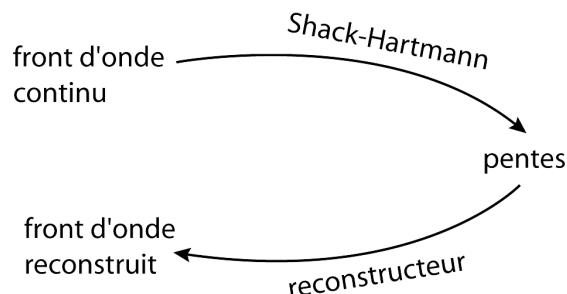 front d'onde
continu
Shack-Hartmann
pentes
front d'onde
reconstruit
reconstructeur